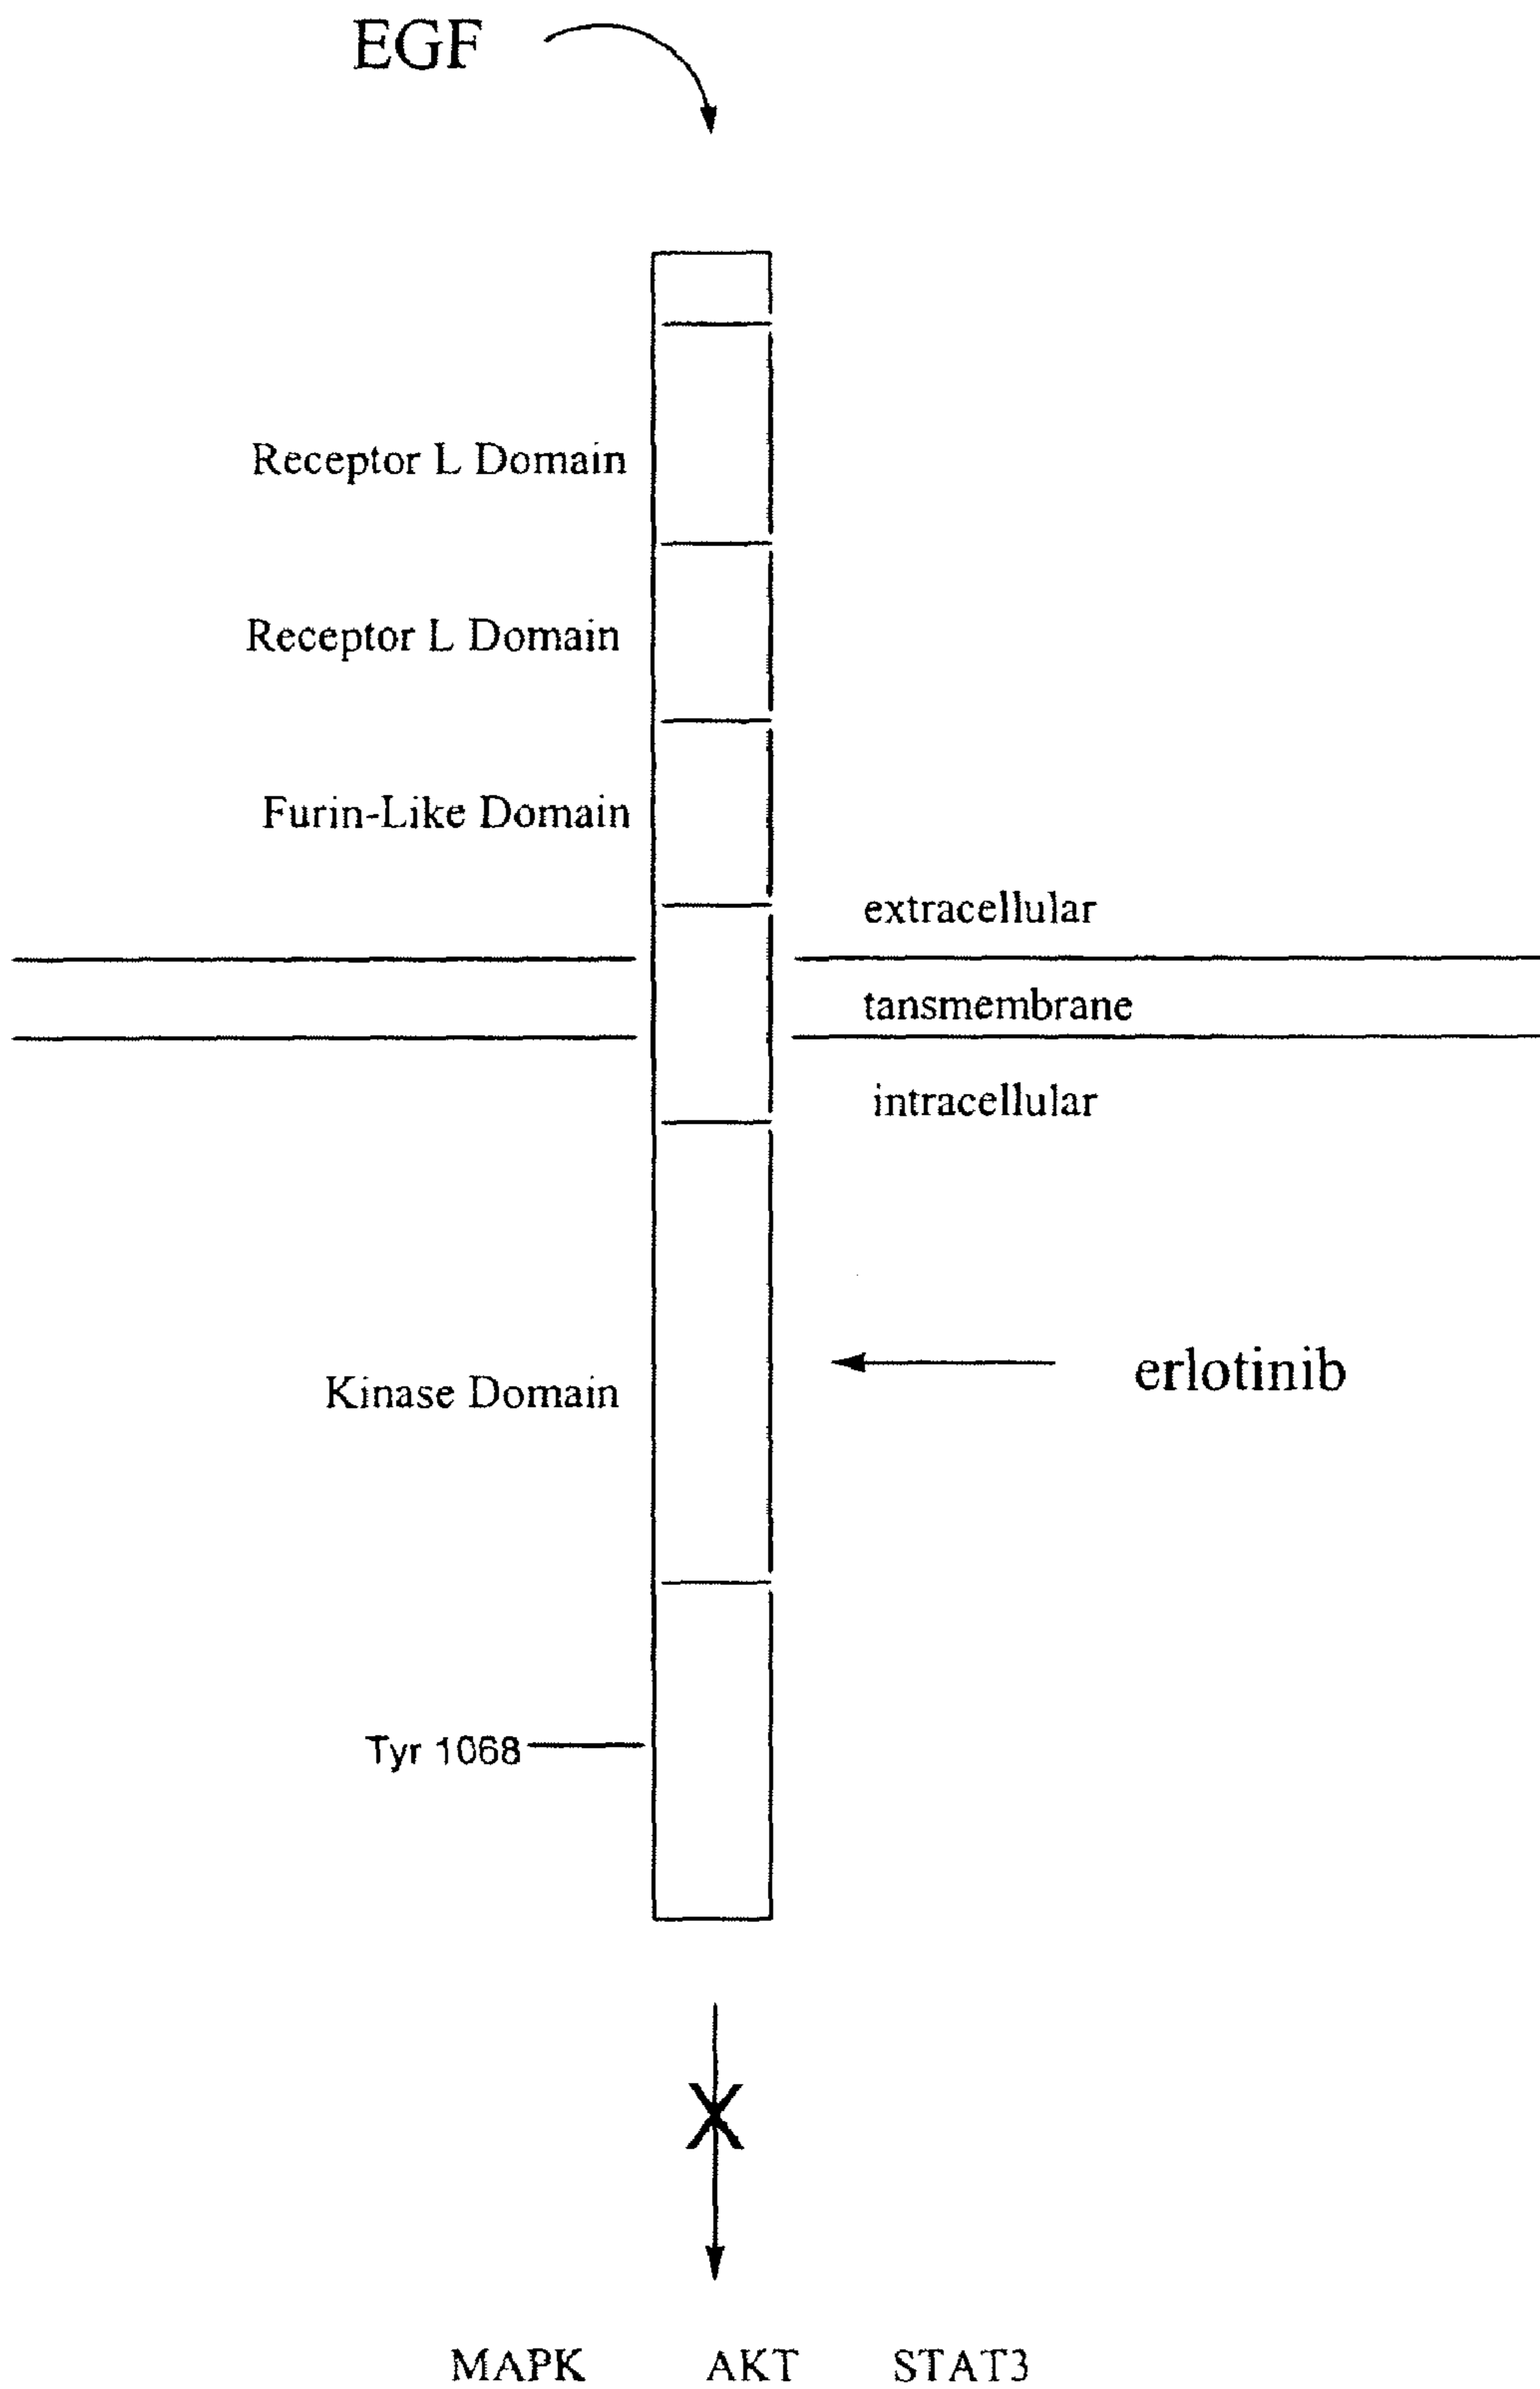 EGF
Receptor L Domain
Receptor L Domain
Furin-Like Domain
extracellular
tansmembrane
intracellular
erlotinib
Kinase Domain
Tyr 1068
X
MAPK AKT STAT3